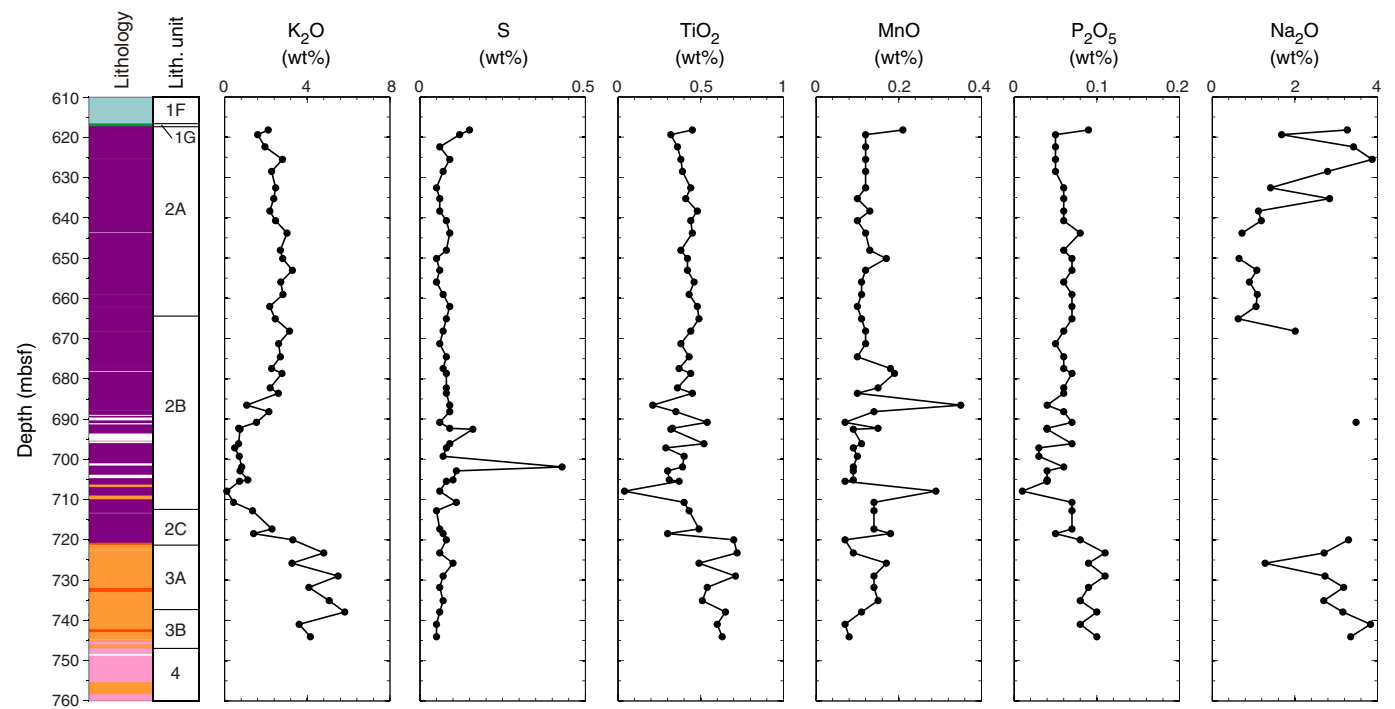 Lithology
Lith. unit
K2O
(wt%)
S
(wt%)
TiO2
(wt%)
MnO
(wt%)
P2O5
(wt%)
Na2O
(wt%)
0 4 8
0 0.5
0 0.5 1
0 0.2 0.4
0 0.1 0.2
0 2 4
Depth (mbsf)
610
620
630
640
650
660
670
680
690
700
710
720
730
740
750
760
1F
1G
2A
2B
2C
3A
3B
4